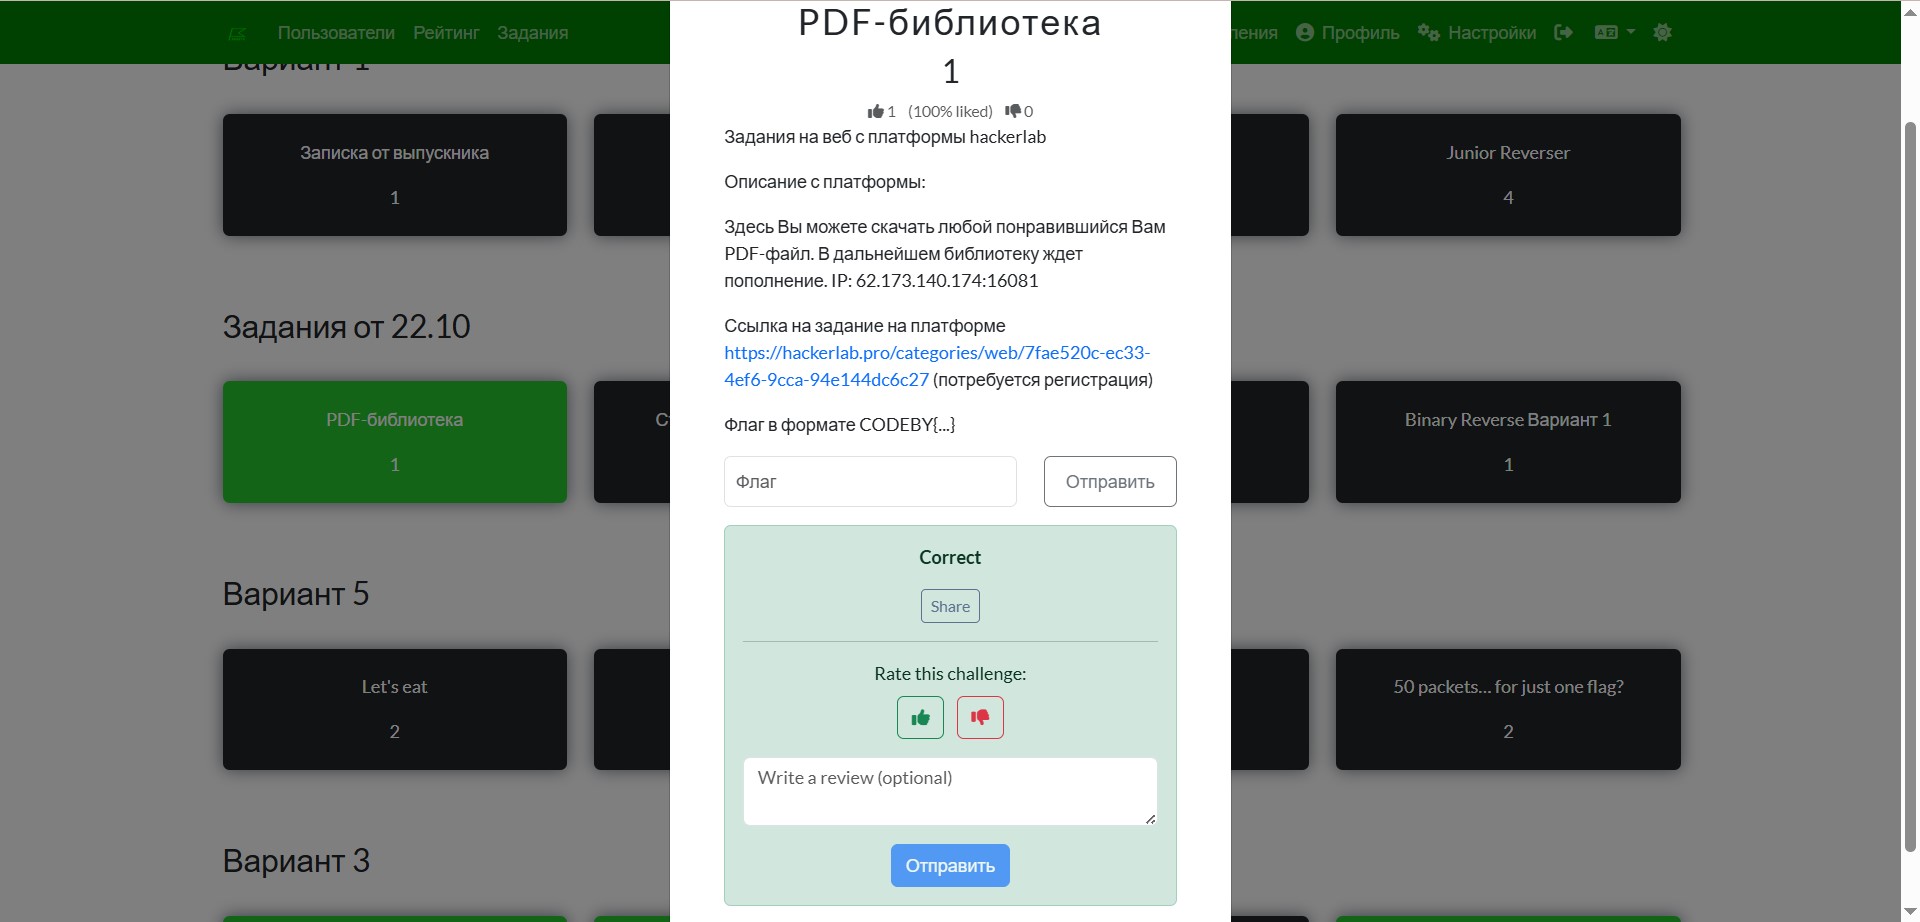 Пользователи Рейтинг Задания
Профиль Настройки
PDF-библиотека
1
1 (100% liked) 0
Задания на веб с платформы hackerlab
Описание с платформы:
Здесь Вы можете скачать любой понравившийся Вам
PDF-файл. В дальнейшем библиотеку ждет
пополнение. IP: 62.173.140.174:16081
Ссылка на задание на платформе
https://hackerlab.pro/categories/web/7fae520c-ec33-
4ef6-9cca-94e144dc6c27 (потребуется регистрация)
Флаг в формате CODEBY{...}
Флаг
Отправить
Correct
Share
Rate this challenge:
Write a review (optional)
Отправить
Вариант 1
Записка от выпускника
1
Junior Reverser
4
Задания от 22.10
PDF-библиотека
1
Binary Reverse Вариант 1
1
Вариант 5
Let's eat
2
50 packets... for just one flag?
2
Вариант 3